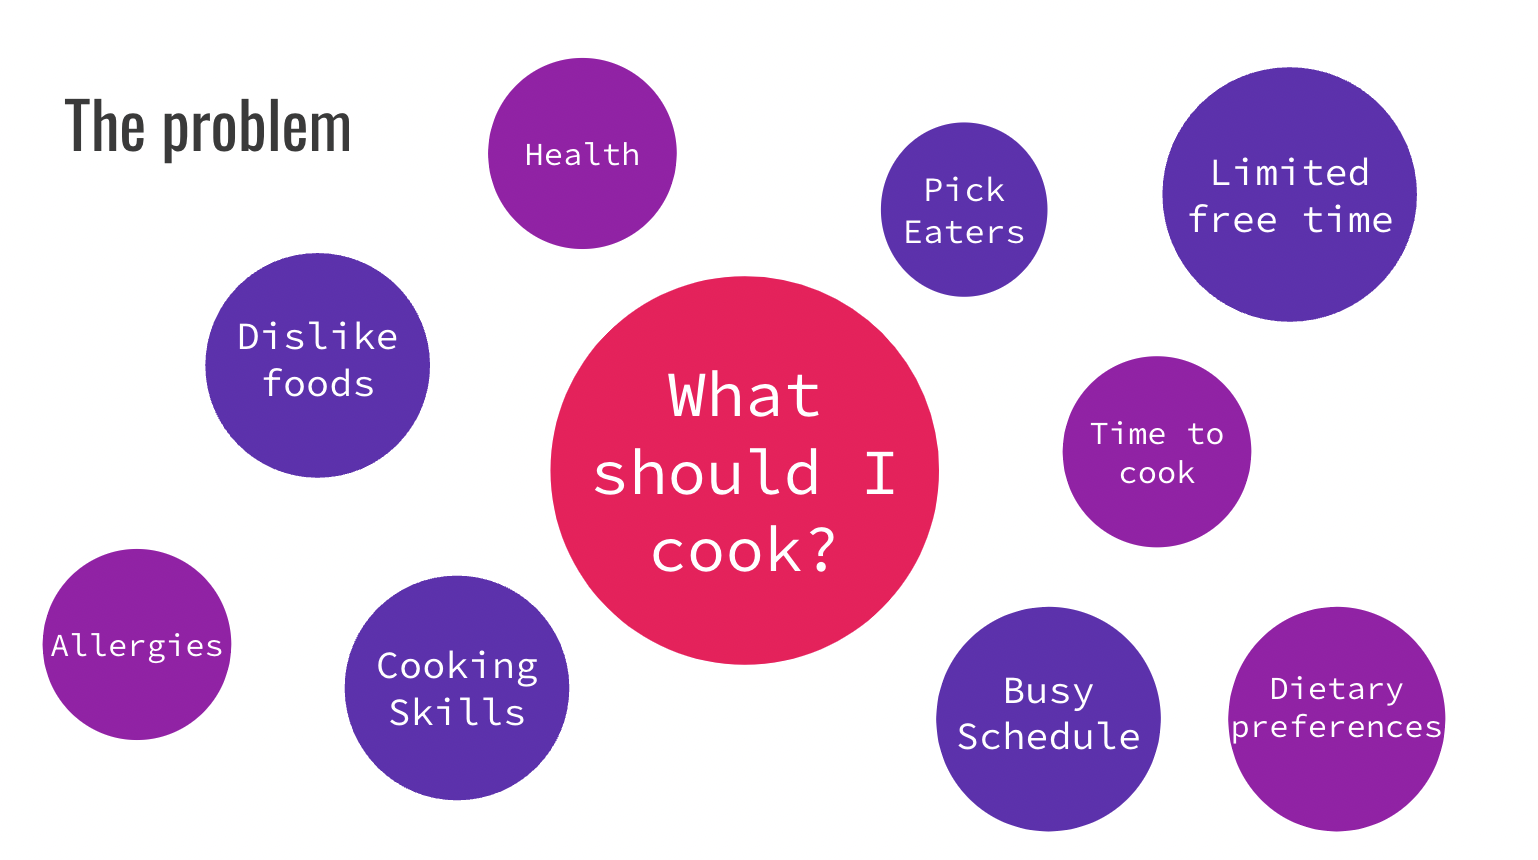 The problem
Health
Pick
Eaters
Limited
free time
Dislike
foods
What
should I
cook?
Time to
cook
Allergies
Cooking
Skills
Busy
Schedule
Dietary
preferences